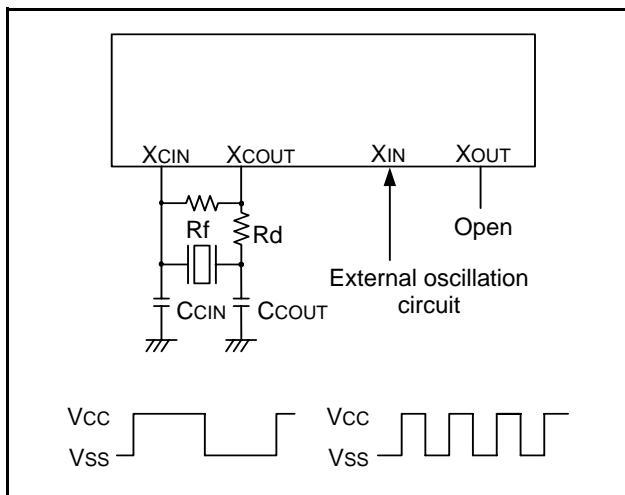 XCIN XCOUT XIN XOUT
Rf Rd
Open
External oscillation
circuit
CCIN CCOUT
VCC VCC
VSS VSS